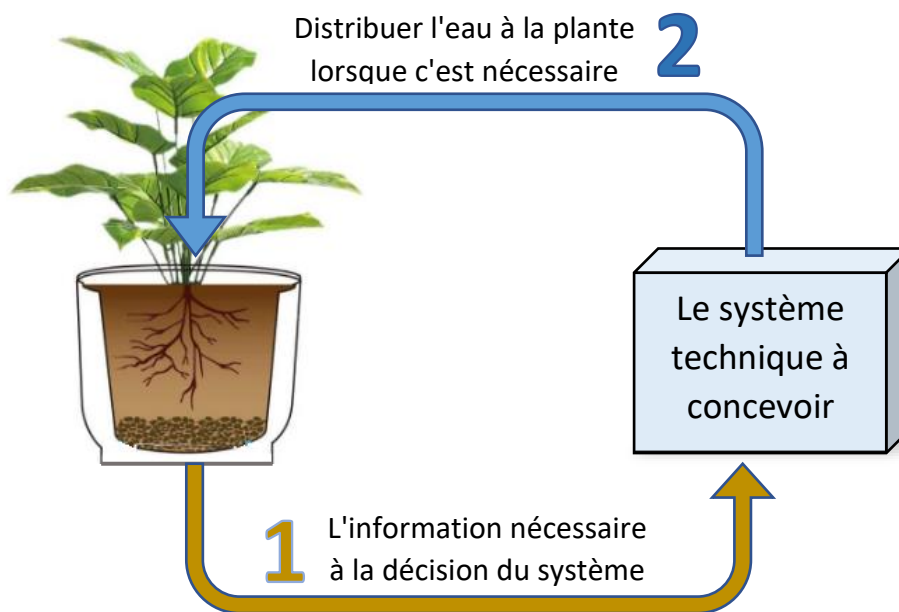 Distribuer l'eau à la plante
lorsque c'est nécessaire
2
Le système
technique à
concevoir
1
L'information nécessaire
à la décision du système